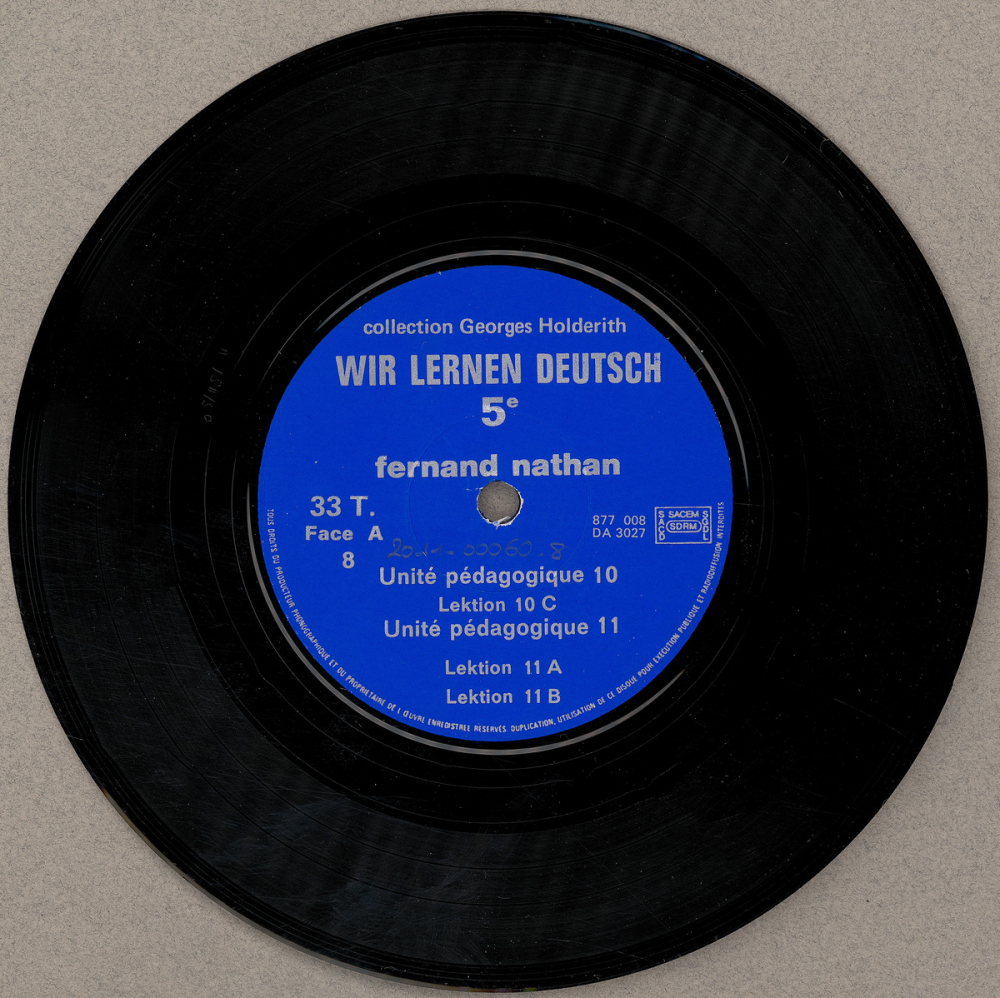 collection Georges Holderith
WIR LERNEN DEUTSCH
5e
fernand nathan
33 T.
Face A
8
877 008
DA 3027
SACD
SACEM
SDRM
SGDL
Unité pédagogique 10
Lektion 10 C
Unité pédagogique 11
Lektion 11 A
Lektion 11 B
TOUS DROITS DU PRODUCTEUR PHONOGRAPHIQUE ET DU PROPRIETAIRE DE L'ŒUVRE ENREGISTREE RESERVES. DUPLICATION, UTILISATION DE CE DISQUE POUR EXECUTION PUBLIQUE ET RADIODIFFUSION INTERDITES.